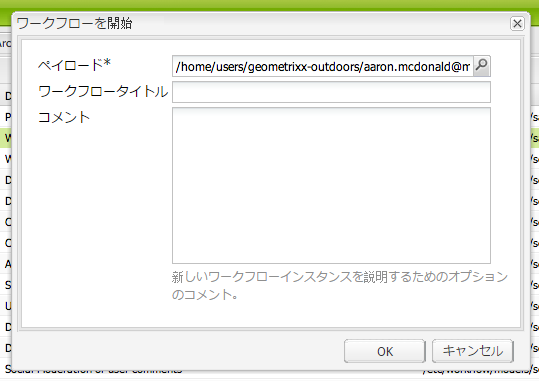 ワークフローを開始
ペイロード*
/home/users/geometrixx-outdoors/aaron.mcdonald@m
ワークフロータイトル
コメント
新しいワークフローインスタンスを説明するためのオプション
のコメント。
OK
キャンセル